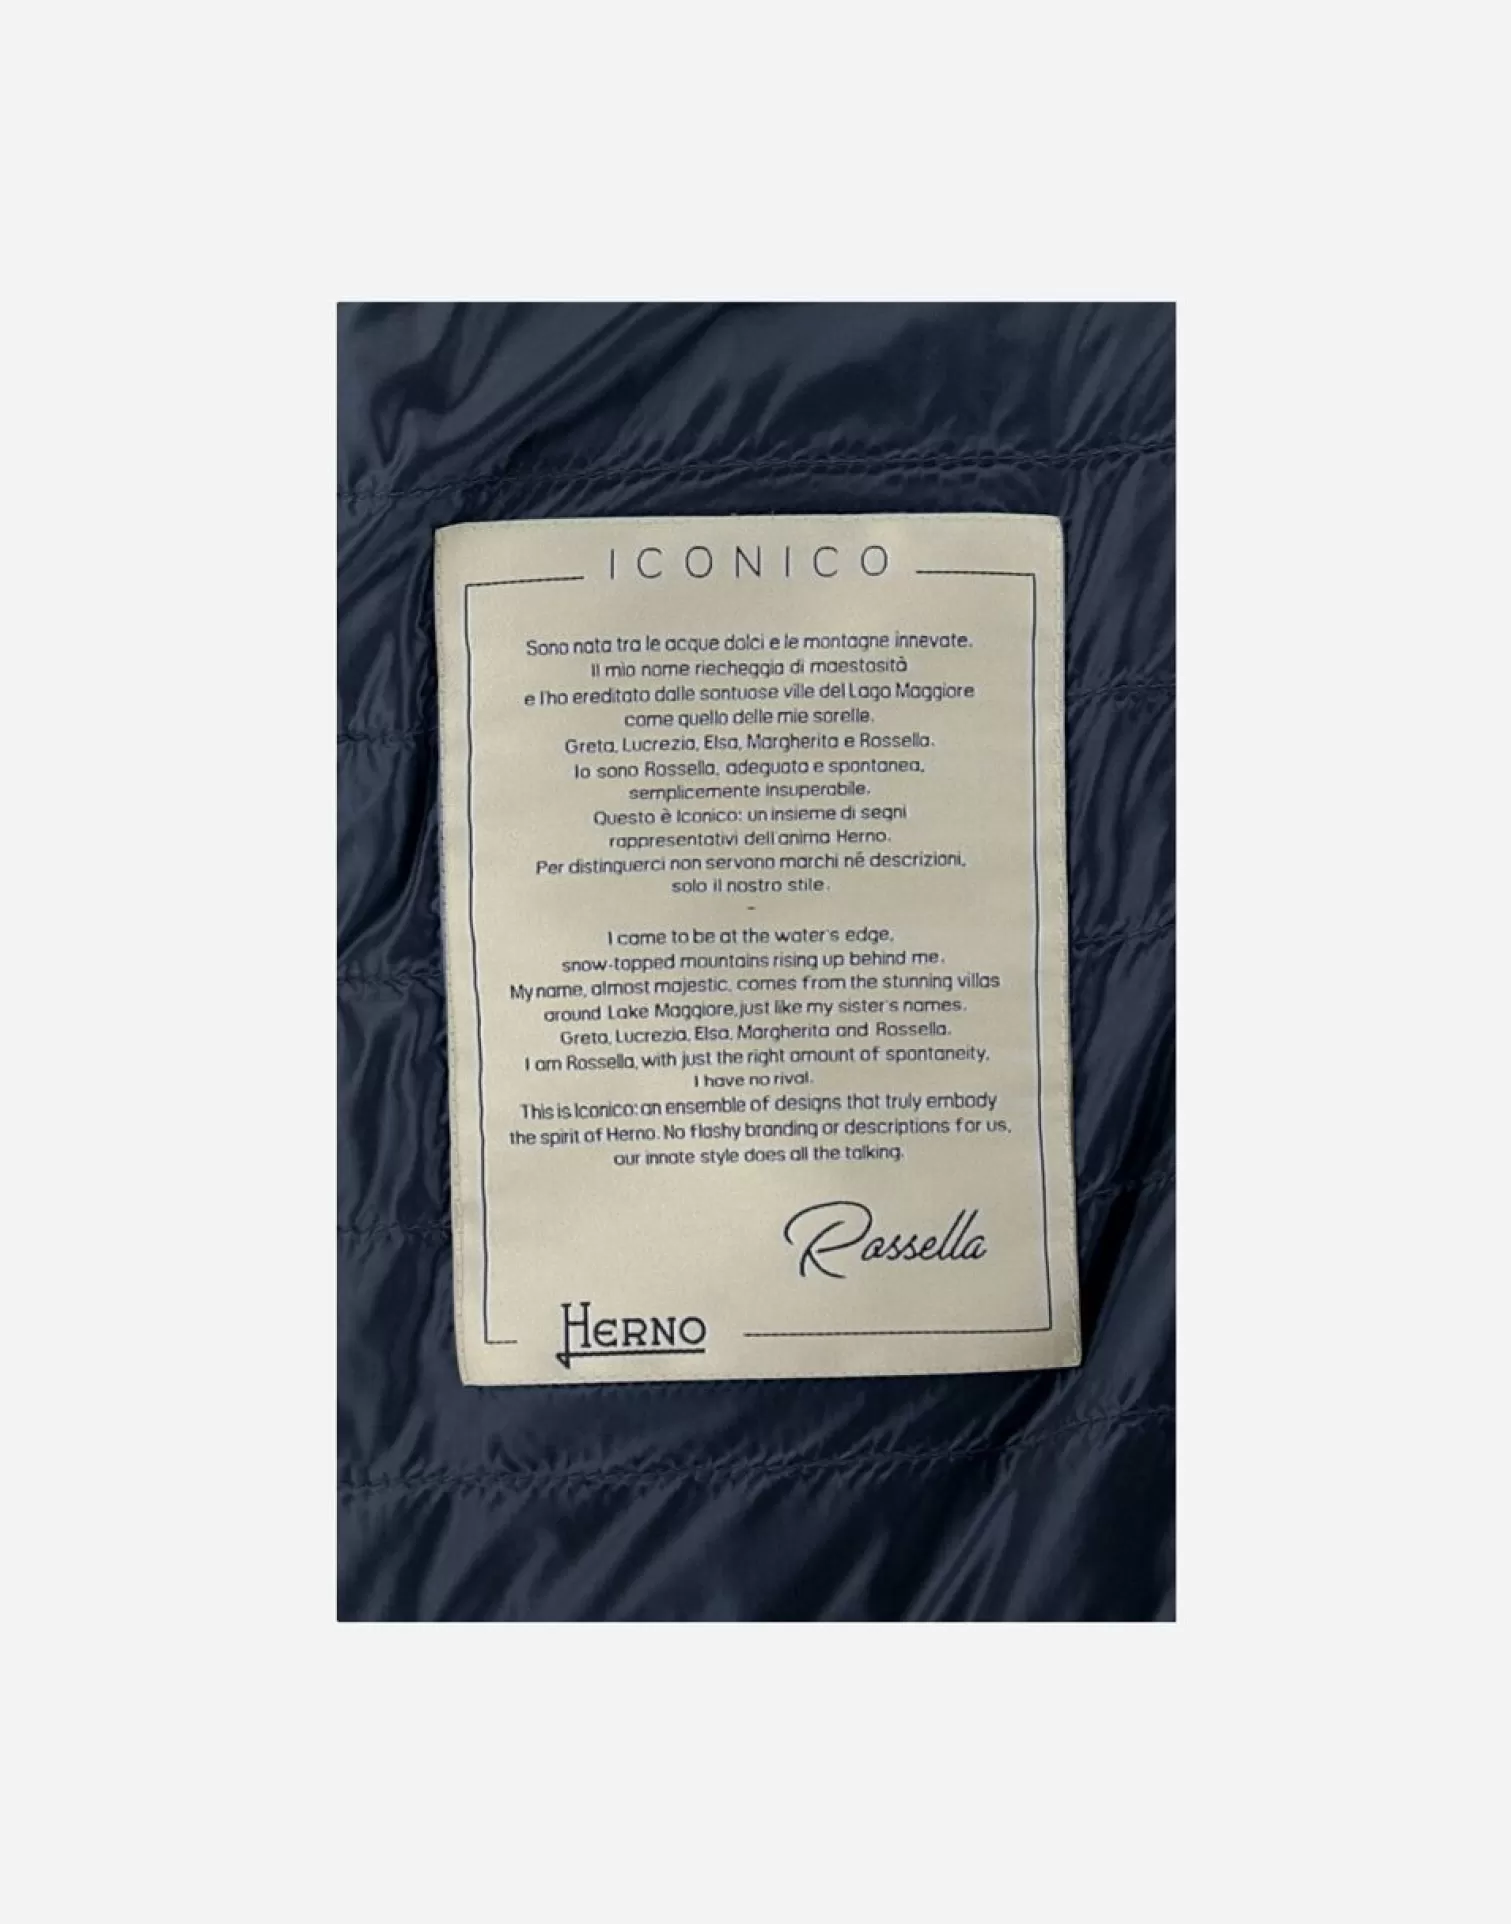 ICONICO
Sono nata tra le acque dolci e le montagne innevate.
Il mio nome riecheggia di maestosità
e l'ho ereditato dalle sontuose ville del Lago Maggiore
come quello delle mie sorelle.
Greta, Lucrezia, Elsa, Margherita e Rossella.
Io sono Rossella, adeguata e spontanea,
semplicemente insuperabile.
Questo è Iconico: un insieme di segni
rappresentativi dell'anima Herno.
Per distinguerci non servono marchi né descrizioni,
solo il nostro stile.
-
I came to be at the water's edge,
snow-topped mountains rising up behind me.
My name, almost majestic, comes from the stunning villas
around Lake Maggiore, just like my sister's names.
Greta, Lucrezia, Elsa, Margherita and Rossella.
I am Rossella, with just the right amount of spontaneity,
I have no rival.
This is Iconico: an ensemble of designs that truly embody
the spirit of Herno. No flashy branding or descriptions for us,
our innate style does all the talking.
Rossella
HERNO